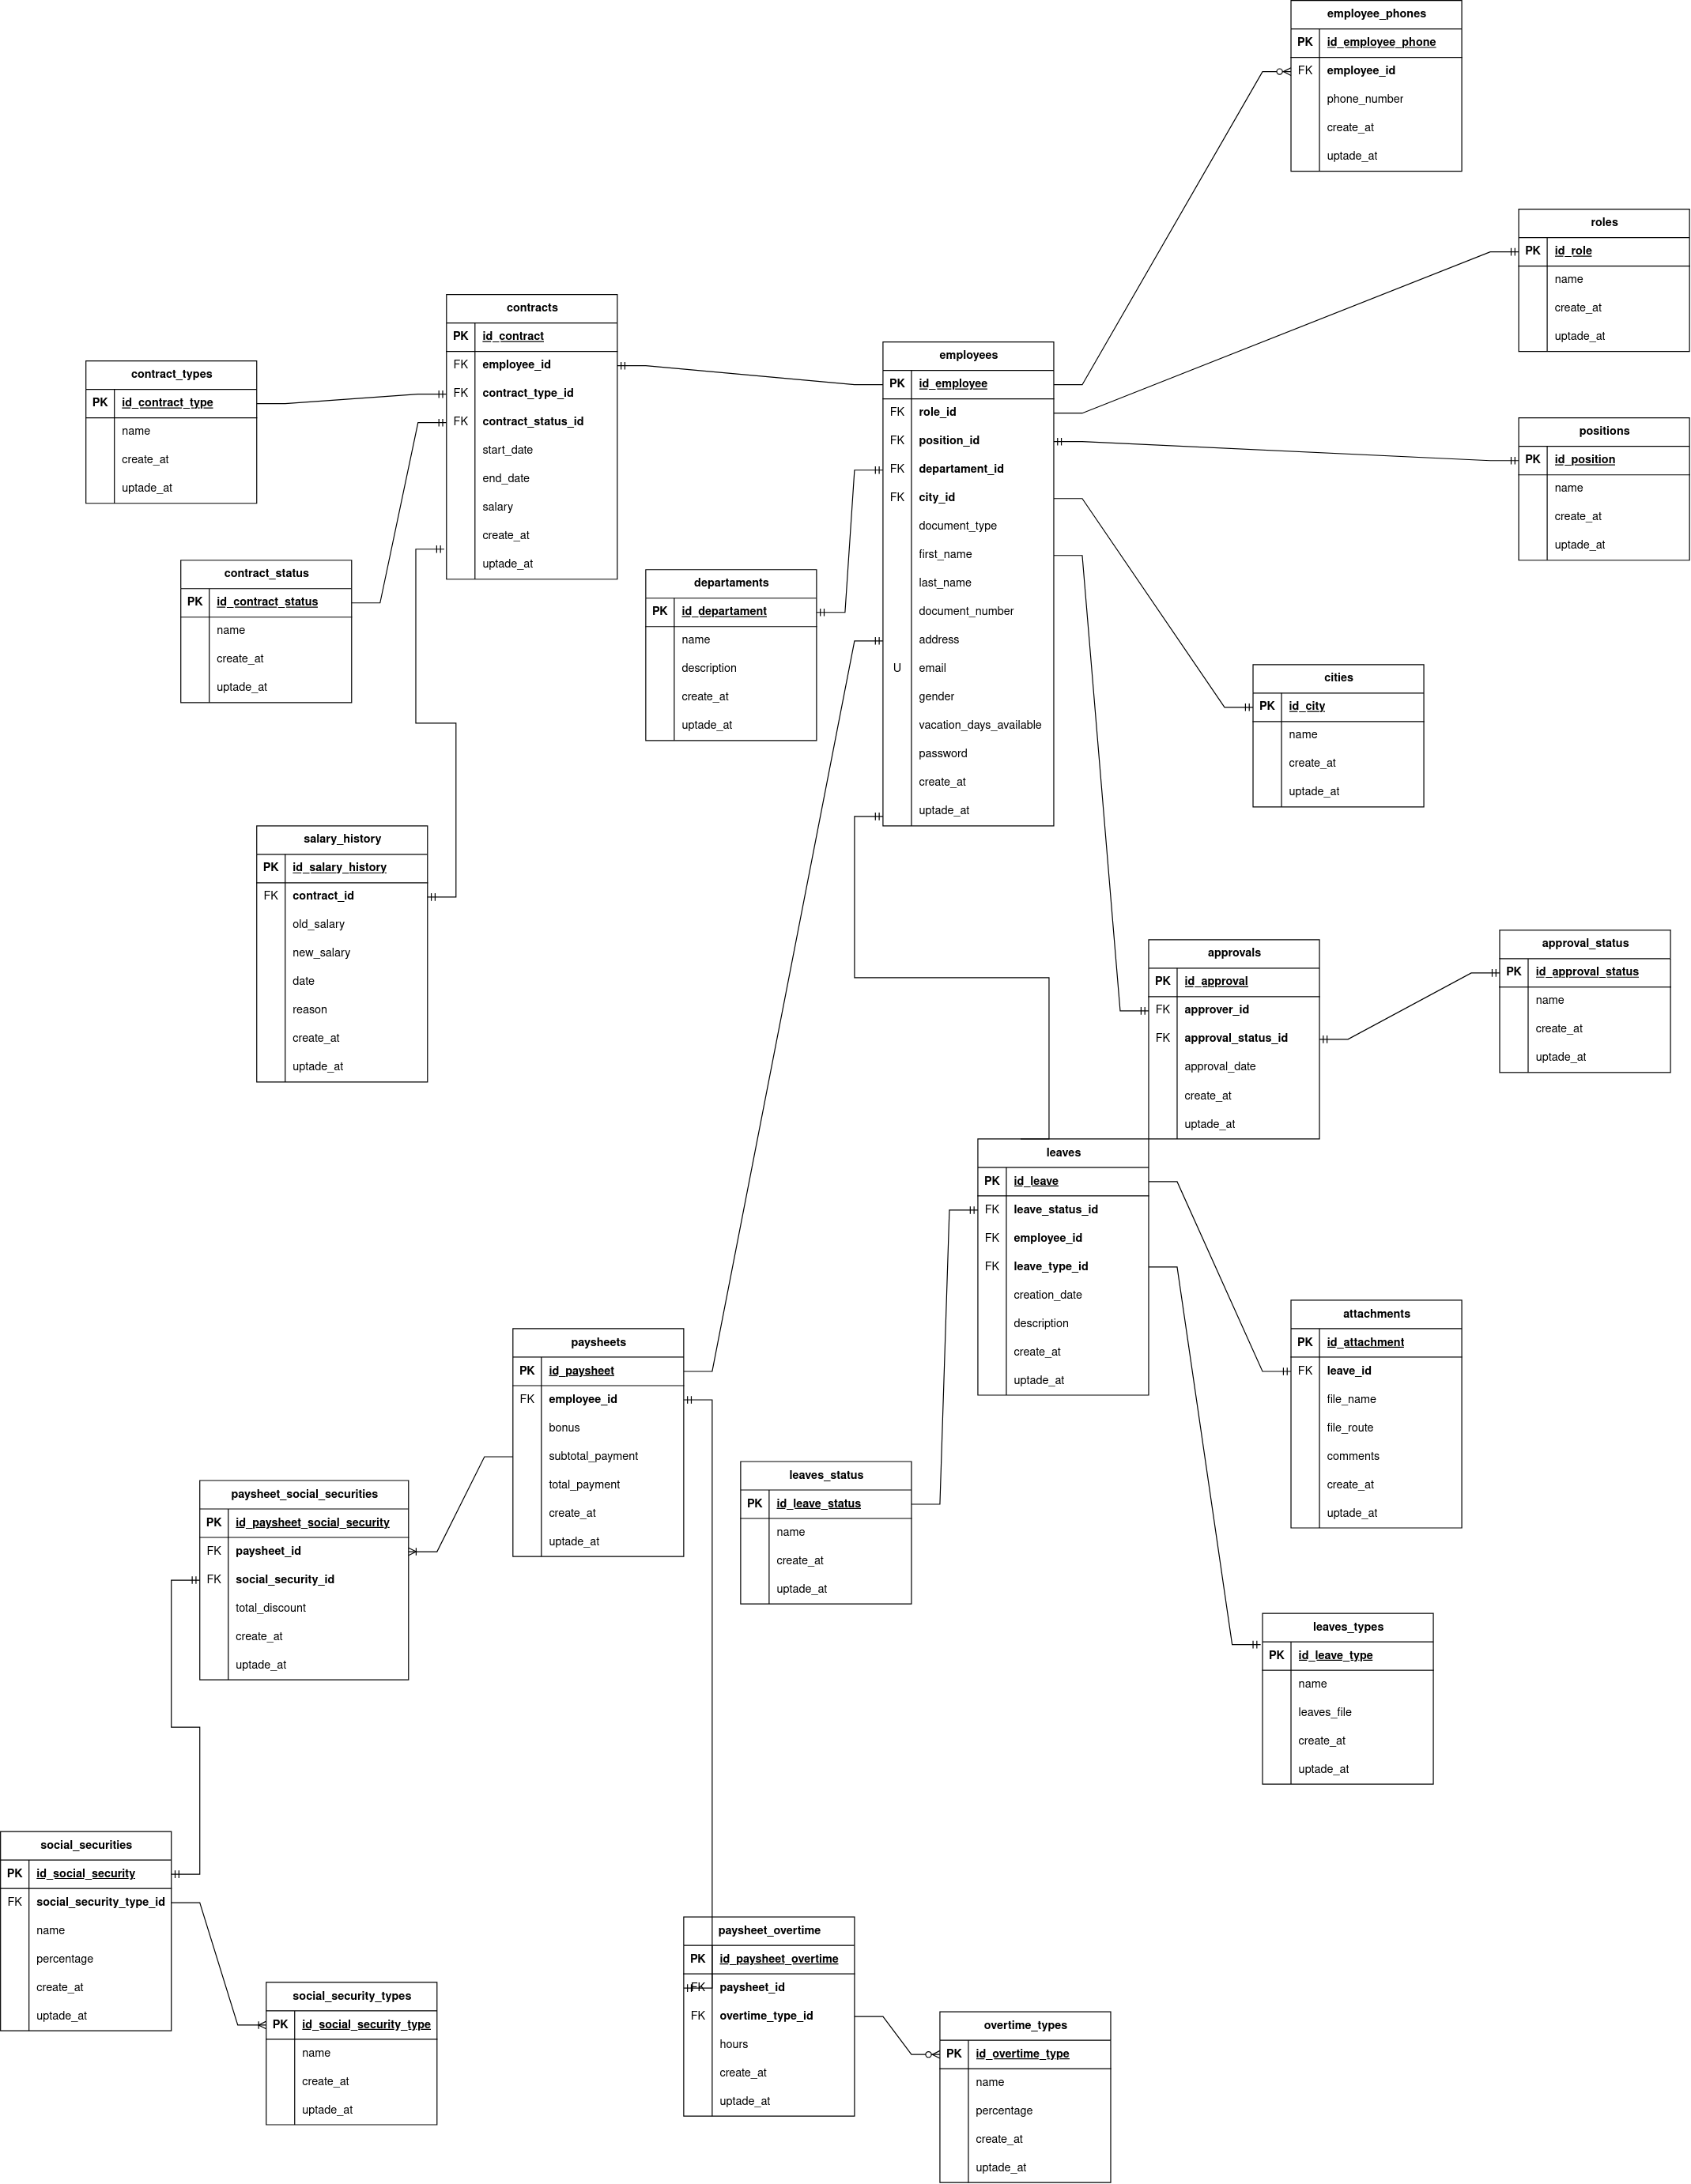 employee_phones
PK id_employee_phone
FK employee_id
phone_number
create_at
uptade_at
roles
PK id_role
name
create_at
uptade_at
contracts
PK id_contract
FK employee_id
FK contract_type_id
FK contract_status_id
start_date
end_date
salary
create_at
uptade_at
employees
PK id_employee
FK role_id
FK position_id
FK departament_id
FK city_id
document_type
first_name
last_name
document_number
address
U email
gender
vacation_days_available
password
create_at
uptade_at
contract_types
PK id_contract_type
name
create_at
uptade_at
positions
PK id_position
name
create_at
uptade_at
contract_status
PK id_contract_status
name
create_at
uptade_at
departaments
PK id_departament
name
description
create_at
uptade_at
cities
PK id_city
name
create_at
uptade_at
salary_history
PK id_salary_history
FK contract_id
old_salary
new_salary
date
reason
create_at
uptade_at
approvals
PK id_approval
FK approver_id
FK approval_status_id
approval_date
create_at
uptade_at
approval_status
PK id_approval_status
name
create_at
uptade_at
leaves
PK id_leave
FK leave_status_id
FK employee_id
FK leave_type_id
creation_date
description
create_at
uptade_at
attachments
PK id_attachment
FK leave_id
file_name
file_route
comments
create_at
uptade_at
paysheets
PK id_paysheet
FK employee_id
bonus
subtotal_payment
total_payment
create_at
uptade_at
leaves_status
PK id_leave_status
name
create_at
uptade_at
paysheet_social_securities
PK id_paysheet_social_security
FK paysheet_id
FK social_security_id
total_discount
create_at
uptade_at
leaves_types
PK id_leave_type
name
leaves_file
create_at
uptade_at
social_securities
PK id_social_security
FK social_security_type_id
name
percentage
create_at
uptade_at
paysheet_overtime
PK id_paysheet_overtime
FK paysheet_id
FK overtime_type_id
hours
create_at
uptade_at
social_security_types
PK id_social_security_type
name
create_at
uptade_at
overtime_types
PK id_overtime_type
name
percentage
create_at
uptade_at